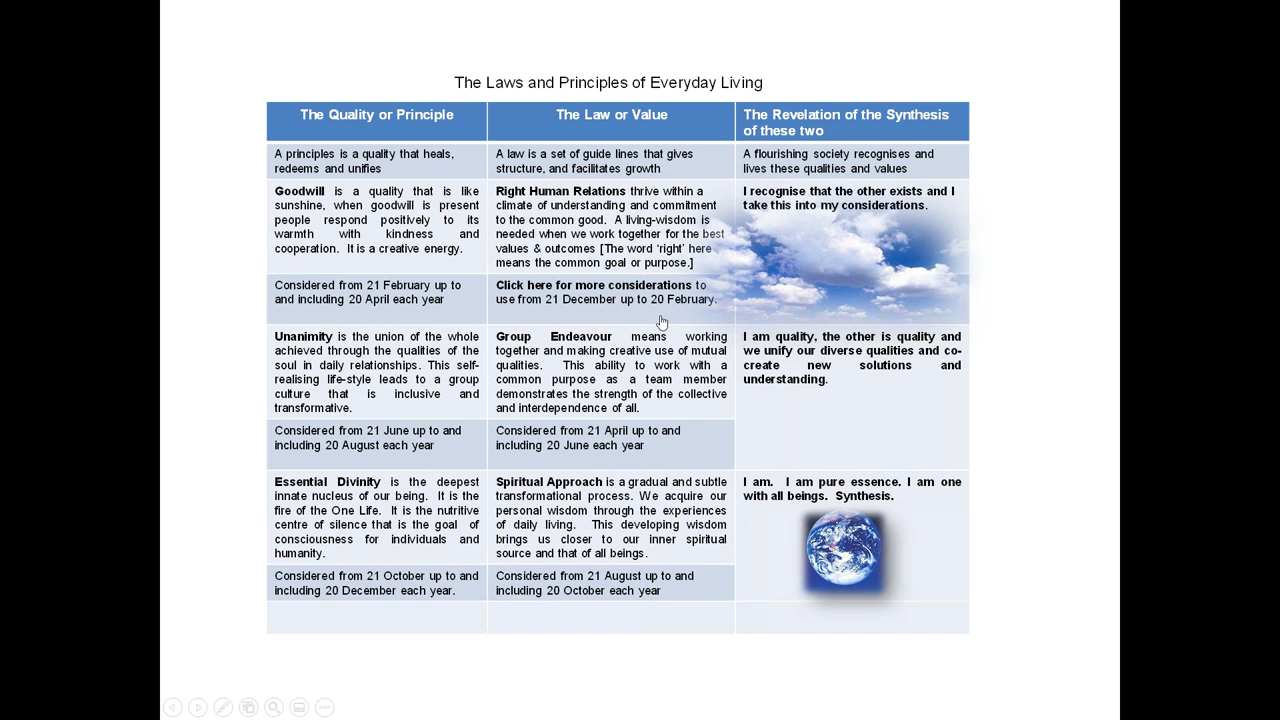 The Laws and Principles of Everyday Living
The Quality or Principle
The Law or Value
The Revelation of the Synthesis
of these two
A principles is a quality that heals,
redeems and unifies
A law is a set of guide lines that gives
structure, and facilitates growth
A flourishing society recognises and
lives these qualities and values
Goodwill is a quality that is like
sunshine, when goodwill is present
people respond positively to its
warmth with kindness and
cooperation. It is a creative energy.
Right Human Relations thrive within a
climate of understanding and commitment
to the common good. A living-wisdom is
needed when we work together for the best
values & outcomes [The word 'right' here
means the common goal or purpose.]
I recognise that the other exists and I
take this into my considerations.
Considered from 21 February up to
and including 20 April each year
Click here for more considerations to
use from 21 December up to 20 February.
Unanimity is the union of the whole
achieved through the qualities of the
soul in daily relationships. This self-
realising life-style leads to a group
culture that is inclusive and
transformative.
Group Endeavour means working
together and making creative use of mutual
qualities. This ability to work with a
common purpose as a team member
demonstrates the strength of the collective
and interdependence of all.
I am quality, the other is quality and
we unify our diverse qualities and co-
create new solutions and
understanding.
Considered from 21 June up to and
including 20 August each year
Considered from 21 April up to and
including 20 June each year
Essential Divinity is the deepest
innate nucleus of our being. It is the
fire of the One Life. It is the nutritive
centre of silence that is the goal of
consciousness for individuals and
humanity.
Spiritual Approach is a gradual and subtle
transformational process. We acquire our
personal wisdom through the experiences
of daily living. This developing wisdom
brings us closer to our inner spiritual
source and that of all beings.
I am. I am pure essence. I am one
with all beings. Synthesis.
Considered from 21 October up to and
including 20 December each year.
Considered from 21 August up to and
including 20 October each year